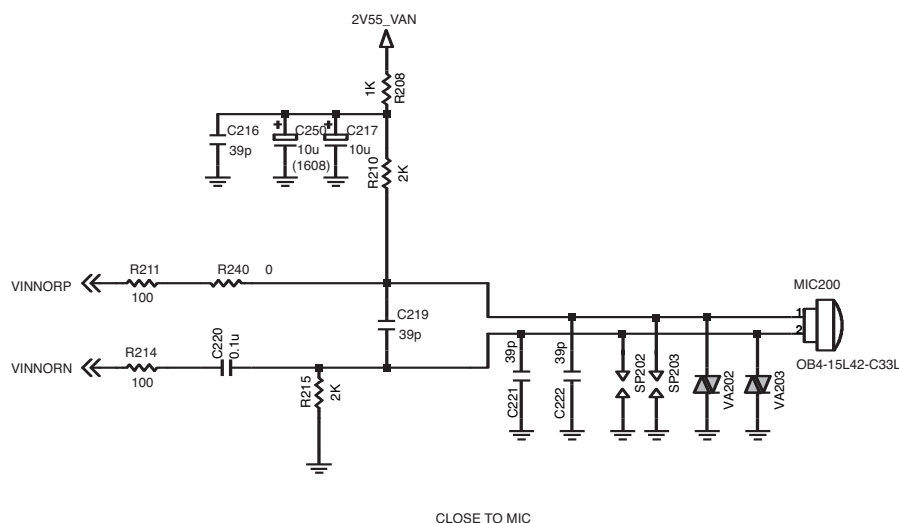 2V55_VAN
1K
R208
C216
39p
C250
10u
(1608)
C217
10u
R210
2K
VINNORP
R211
100
R240
0
C219
39p
MIC200
1
2
OB4-15L42-C33L
VINNORN
R214
100
C220
0.1u
R215
2K
39p
C221
39p
C222
SP202
SP203
VA202
VA203
CLOSE TO MIC